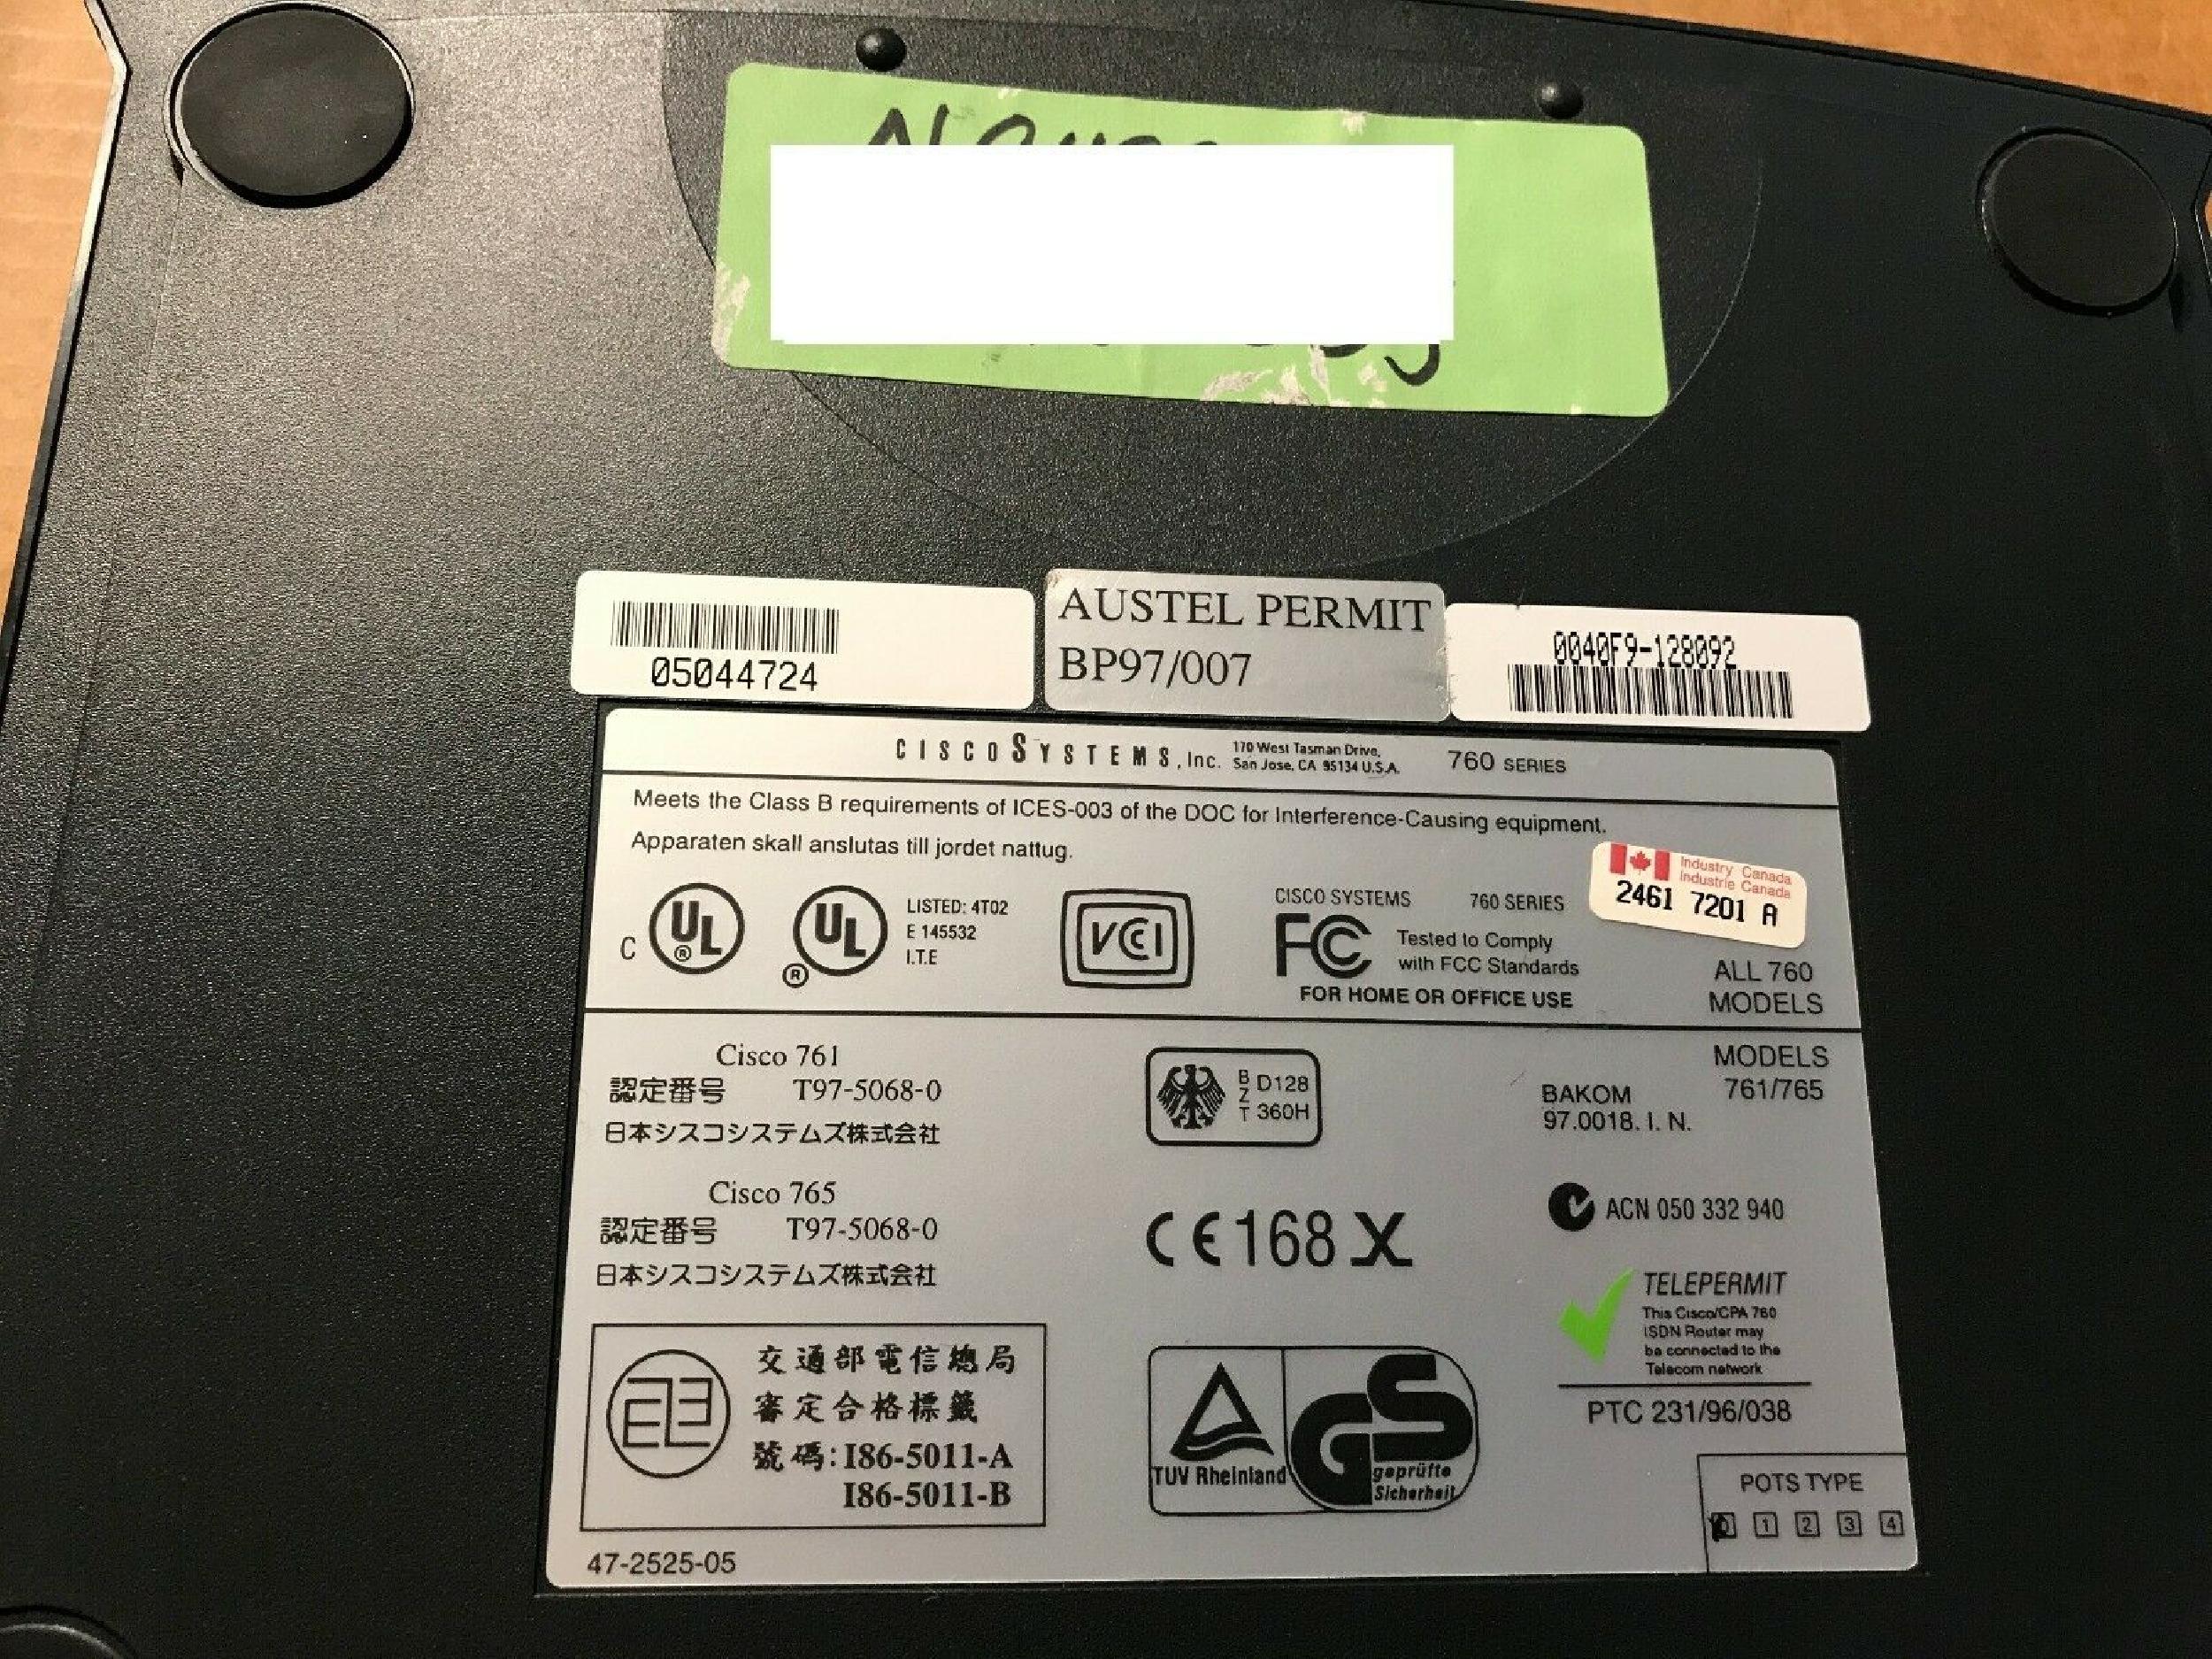 05044724
AUSTEL PERMIT
BP97/007
0040F9-128092
CISCOSYSTEMS, Inc.
170 West Tasman Drive,
San Jose, CA 95134 U.S.A.
760 SERIES
Meets the Class B requirements of ICES-003 of the DOC for Interference-Causing equipment.
Apparaten skall anslutas till jordet nattug.
Industry Canada
Industrie Canada
2461 7201 A
C UL ®
UL ®
LISTED: 4T02
E 145532
I.T.E
VCI
CISCO SYSTEMS 760 SERIES
FC
Tested to Comply
with FCC Standards
FOR HOME OR OFFICE USE
ALL 760
MODELS
Cisco 761
認定番号 T97-5068-0
日本シスコシステムズ株式会社
BZT
D128
360H
BAKOM
97.0018. I. N.
MODELS
761/765
Cisco 765
認定番号 T97-5068-0
日本シスコシステムズ株式会社
CE168 X
ACN 050 332 940
TELEPERMIT
This Cisco/CPA 760
ISDN Router may
be connected to the
Telecom network
PTC 231/96/038
交通部電信總局
審定合格標籤
號碼:I86-5011-A
I86-5011-B
TUV Rheinland
GS
geprüfte
Sicherheit
POTS TYPE
0 1 2 3 4
47-2525-05